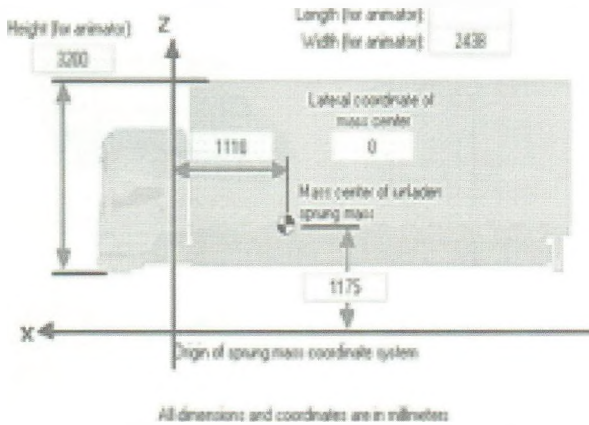 Length (for animator):
Height (for animator)
Z
Width (for animator):
2438
3200
Lateral coordinate of
mass center
1110
0
Mass center of unladen
sprung mass
1175
X
Origin of sprung mass coordinate system
All dimensions and coordinates are in millimeters